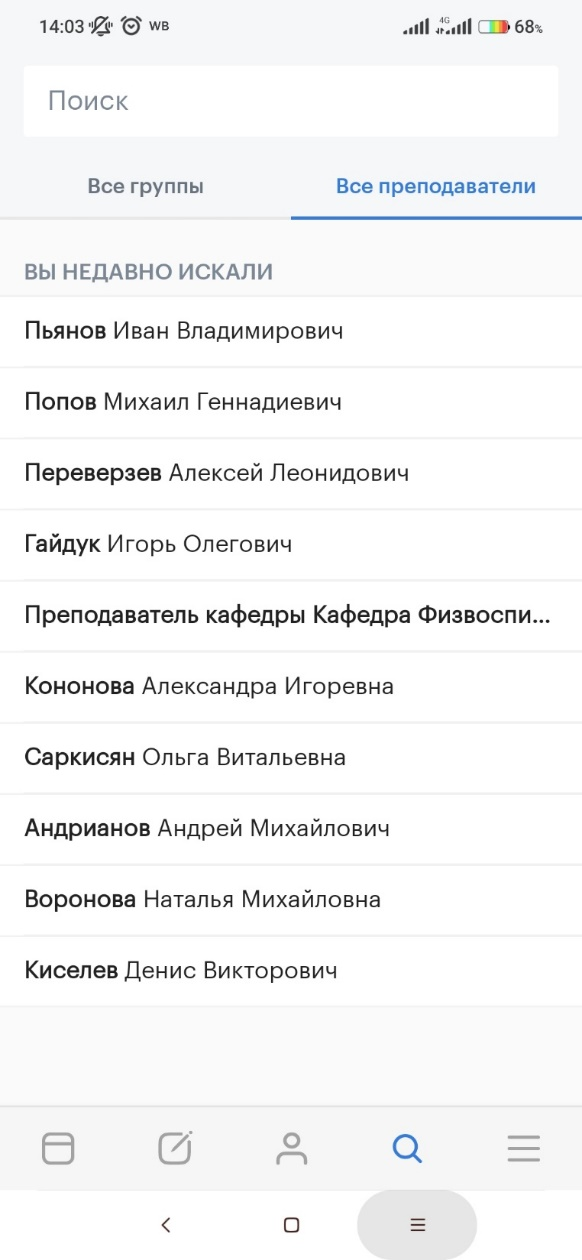 14:03 WB 4G 68%
Поиск
Все группы Все преподаватели
ВЫ НЕДАВНО ИСКАЛИ
Пьянов Иван Владимирович
Попов Михаил Геннадиевич
Переверзев Алексей Леонидович
Гайдук Игорь Олегович
Преподаватель кафедры Кафедра Физвоспи...
Кононова Александра Игоревна
Саркисян Ольга Витальевна
Андрианов Андрей Михайлович
Воронова Наталья Михайловна
Киселев Денис Викторович